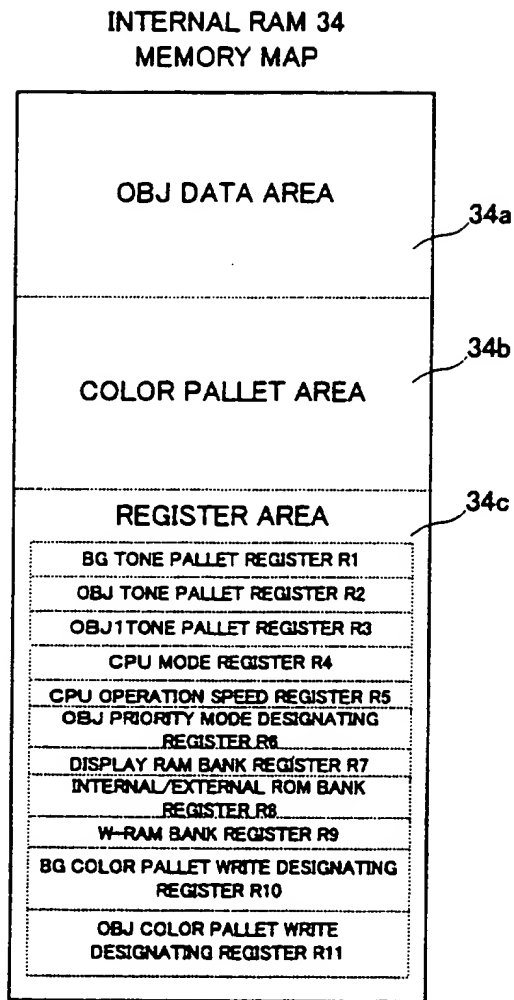 INTERNAL RAM 34
MEMORY MAP
OBJ DATA AREA
34a
34b
COLOR PALLET AREA
34c
REGISTER AREA
BG TONE PALLET REGISTER R1
OBJ TONE PALLET REGISTER R2
OBJ1TONE PALLET REGISTER R3
CPU MODE REGISTER R4
CPU OPERATION SPEED REGISTER R5
OBJ PRIORITY MODE DESIGNATING
REGISTER R6
DISPLAY RAM BANK REGISTER R7
INTERNAL/EXTERNAL ROM BANK
REGISTER R8
W-RAM BANK REGISTER R9
BG COLOR PALLET WRITE DESIGNATING
REGISTER R10
OBJ COLOR PALLET WRITE
DESIGNATING REGISTER R11